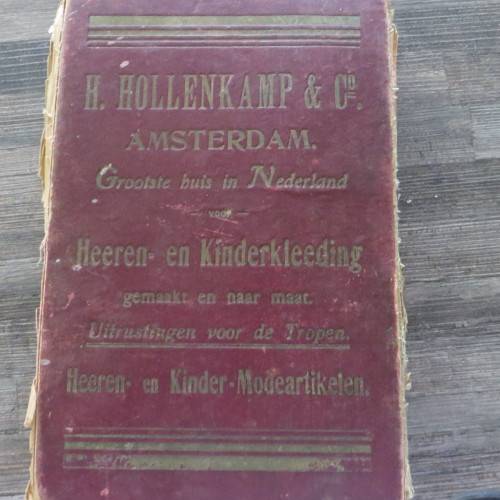 H. HOLLENKAMP & Co.
AMSTERDAM.
Grootste huis in Nederland
— voor —
Heeren- en Kinderkleeding
gemaakt en naar maat.
Uitrustingen voor de Tropen.
Heeren- en Kinder-Modeartikelen.